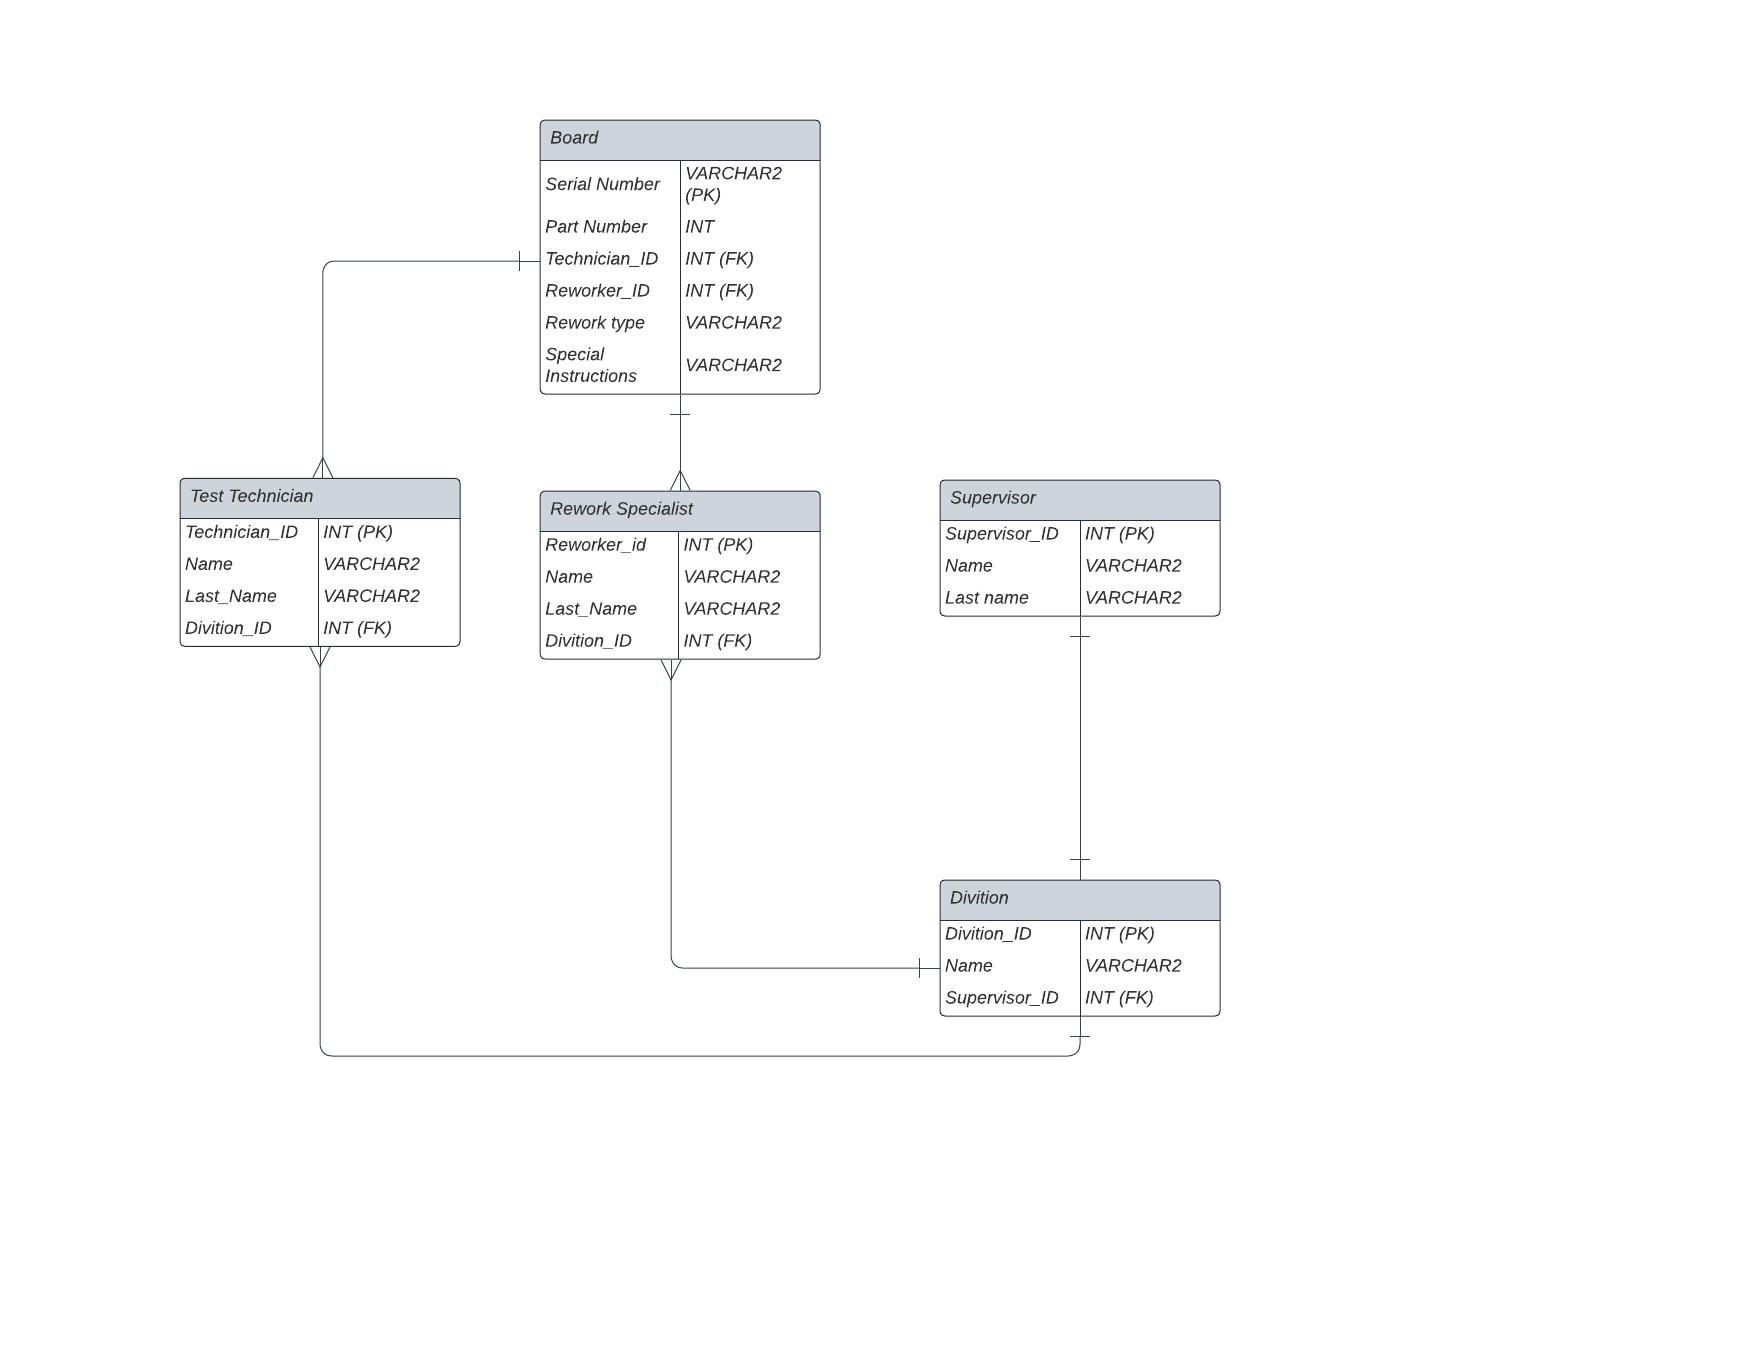 Board
Serial Number VARCHAR2
(PK)
Part Number INT
Technician_ID INT (FK)
Reworker_ID INT (FK)
Rework type VARCHAR2
Special
Instructions VARCHAR2
Test Technician
Technician_ID INT (PK)
Name VARCHAR2
Last_Name VARCHAR2
Divition_ID INT (FK)
Rework Specialist
Reworker_id INT (PK)
Name VARCHAR2
Last_Name VARCHAR2
Divition_ID INT (FK)
Supervisor
Supervisor_ID INT (PK)
Name VARCHAR2
Last name VARCHAR2
Divition
Divition_ID INT (PK)
Name VARCHAR2
Supervisor_ID INT (FK)